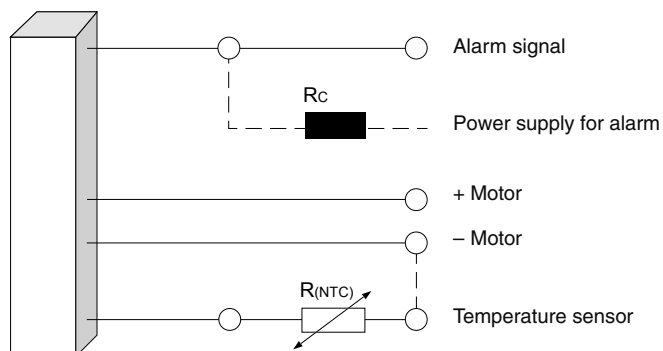 Alarm signal
RC
Power supply for alarm
+ Motor
– Motor
R(NTC)
Temperature sensor